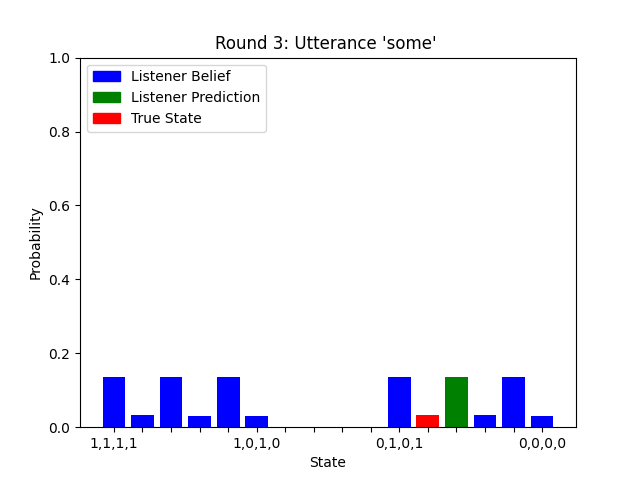 Round 3: Utterance 'some'
1.0
Listener Belief
Listener Prediction
True State
0.8
0.6
Probability
0.4
0.2
0.0
1,1,1,1
1,0,1,0
0,1,0,1
0,0,0,0
State